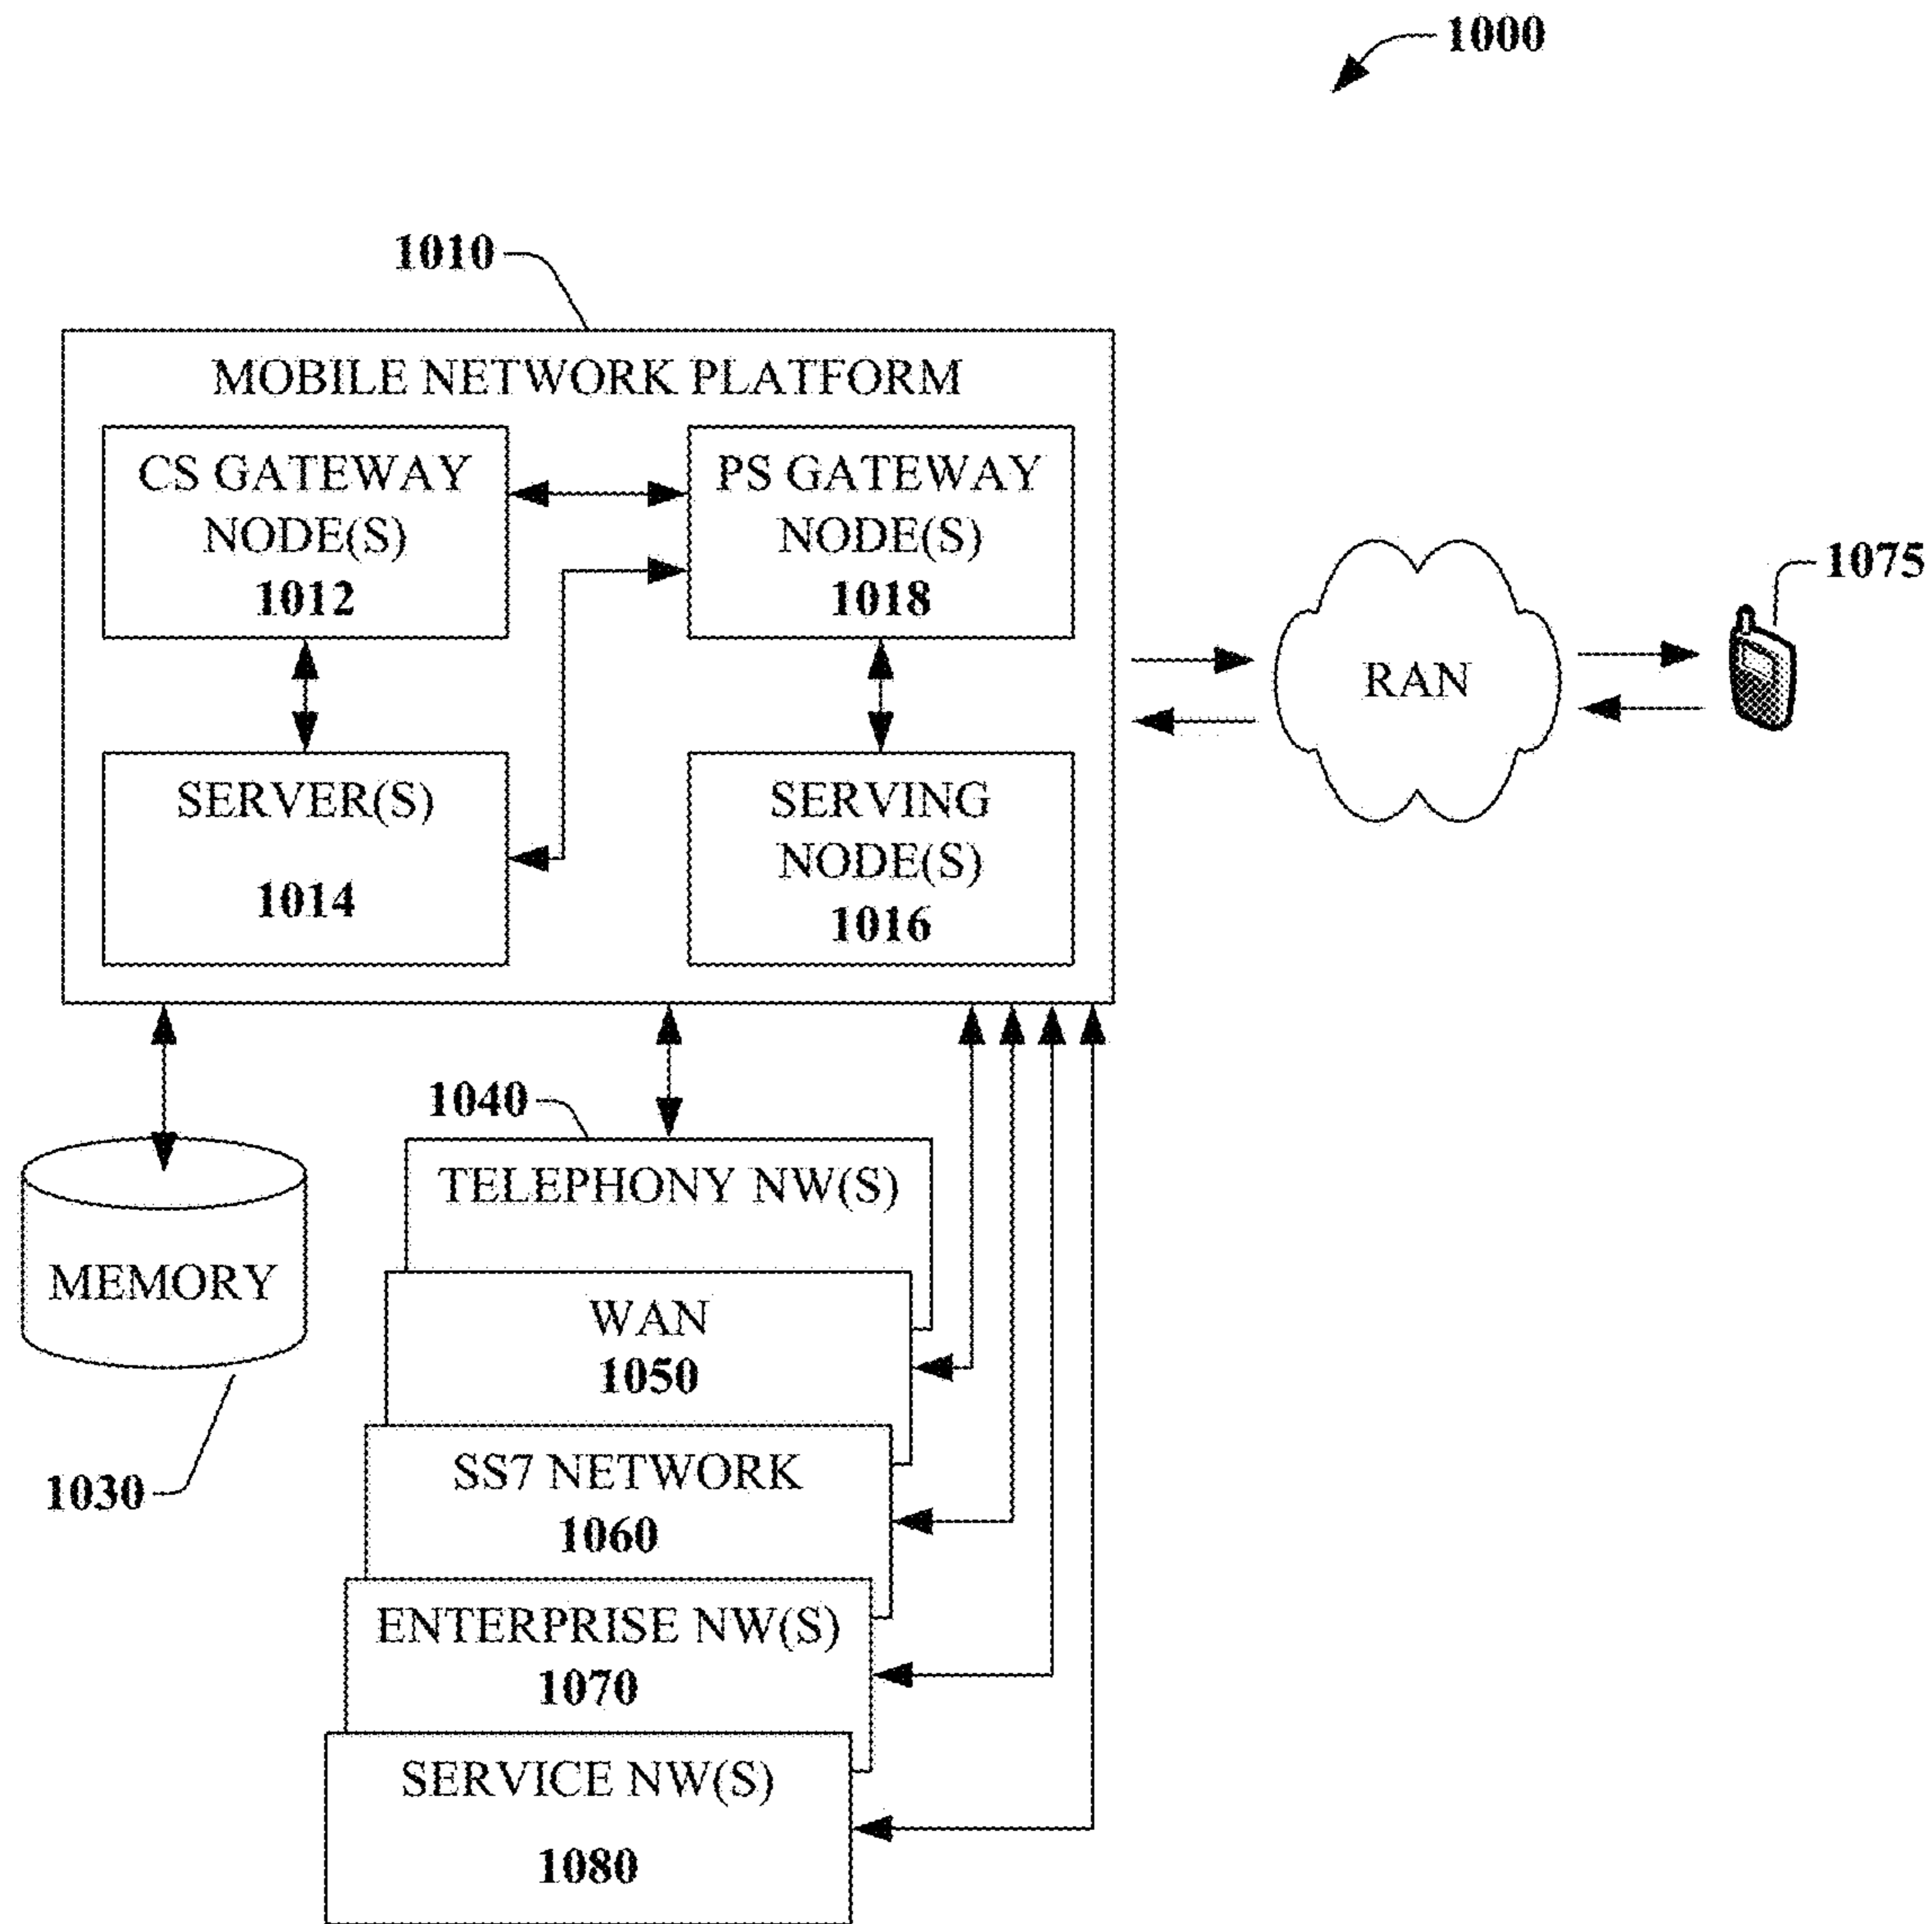 1000
1010
MOBILE NETWORK PLATFORM
CS GATEWAY
NODE(S)
1012
PS GATEWAY
NODE(S)
1018
SERVER(S)
1014
SERVING
NODE(S)
1016
RAN
1075
1040
TELEPHONY NW(S)
MEMORY
1030
WAN
1050
SS7 NETWORK
1060
ENTERPRISE NW(S)
1070
SERVICE NW(S)
1080